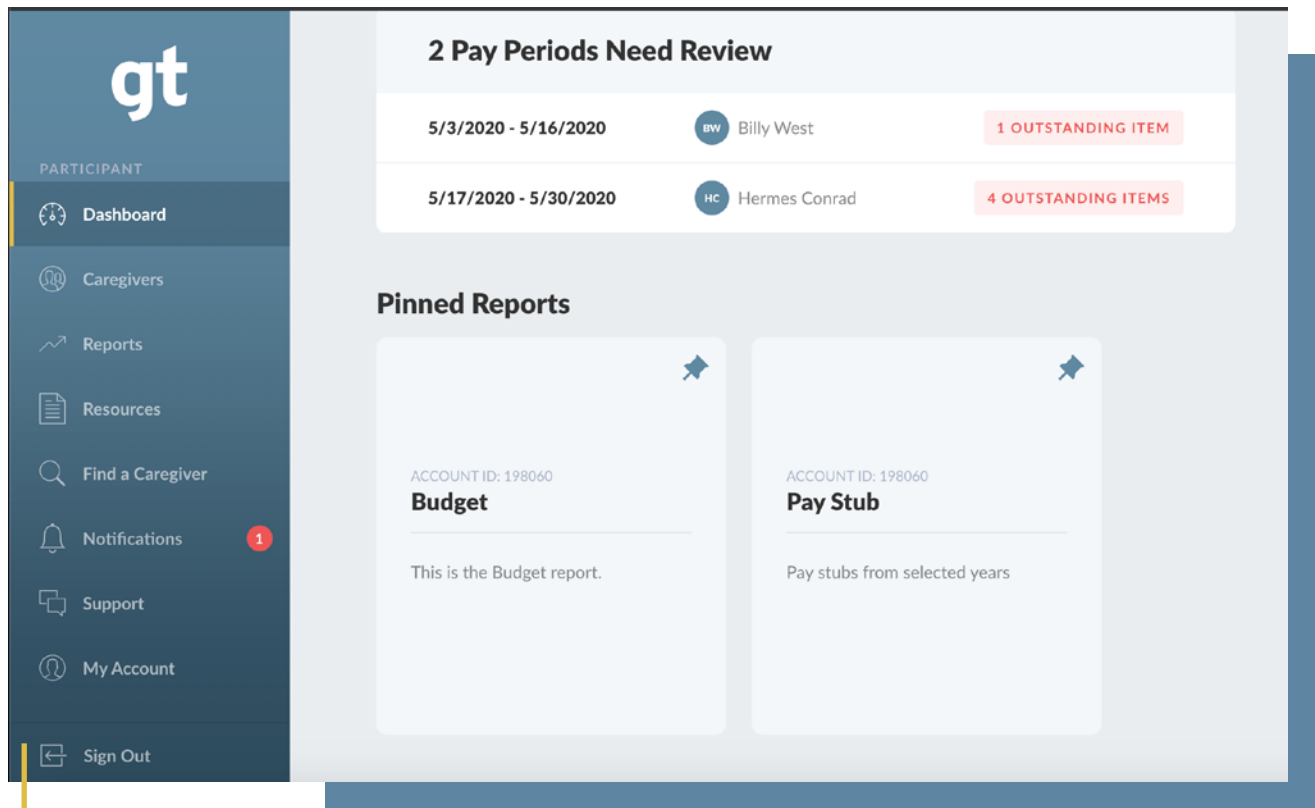 gt
PARTICIPANT
Dashboard
Caregivers
Reports
Resources
Find a Caregiver
Notifications 1
Support
My Account
Sign Out
2 Pay Periods Need Review
5/3/2020 - 5/16/2020 BW Billy West 1 OUTSTANDING ITEM
5/17/2020 - 5/30/2020 HC Hermes Conrad 4 OUTSTANDING ITEMS
Pinned Reports
ACCOUNT ID: 198060
Budget
This is the Budget report.
ACCOUNT ID: 198060
Pay Stub
Pay stubs from selected years